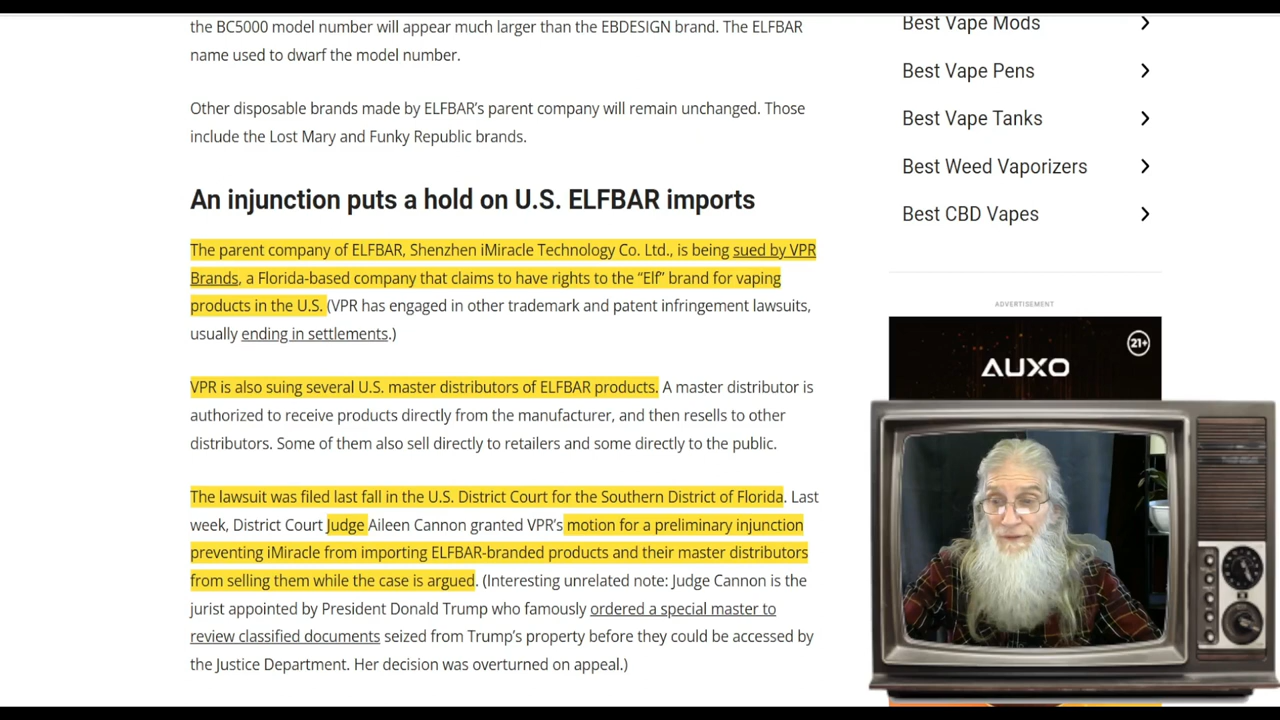 the BC5000 model number will appear much larger than the EBDESIGN brand. The ELFBAR
name used to dwarf the model number.
Other disposable brands made by ELFBAR’s parent company will remain unchanged. Those
include the Lost Mary and Funky Republic brands.
An injunction puts a hold on U.S. ELFBAR imports
The parent company of ELFBAR, Shenzhen iMiracle Technology Co. Ltd., is being sued by VPR
Brands, a Florida-based company that claims to have rights to the “Elf” brand for vaping
products in the U.S. (VPR has engaged in other trademark and patent infringement lawsuits,
usually ending in settlements.)
VPR is also suing several U.S. master distributors of ELFBAR products. A master distributor is
authorized to receive products directly from the manufacturer, and then resells to other
distributors. Some of them also sell directly to retailers and some directly to the public.
The lawsuit was filed last fall in the U.S. District Court for the Southern District of Florida. Last
week, District Court Judge Aileen Cannon granted VPR’s motion for a preliminary injunction
preventing iMiracle from importing ELFBAR-branded products and their master distributors
from selling them while the case is argued. (Interesting unrelated note: Judge Cannon is the
jurist appointed by President Donald Trump who famously ordered a special master to
review classified documents seized from Trump’s property before they could be accessed by
the Justice Department. Her decision was overturned on appeal.)
Best Vape Mods
Best Vape Pens
Best Vape Tanks
Best Weed Vaporizers
Best CBD Vapes
ADVERTISEMENT
21+
AUXO